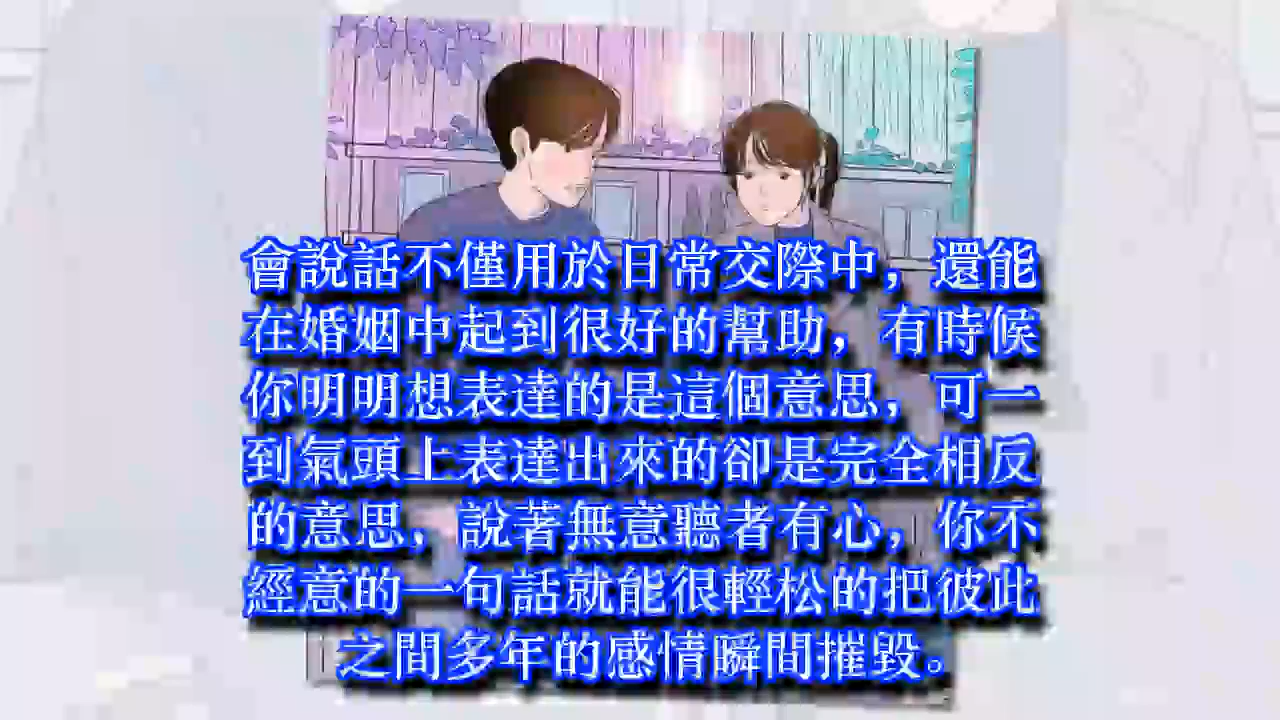 會說話不僅用於日常交際中，還能
在婚姻中起到很好的幫助，有時候
你明明想表達的是這個意思，可一
到氣頭上表達出來的卻是完全相反
的意思，說著無意聽者有心，你不
經意的一句話就能很輕松的把彼此
之間多年的感情瞬間摧毀。